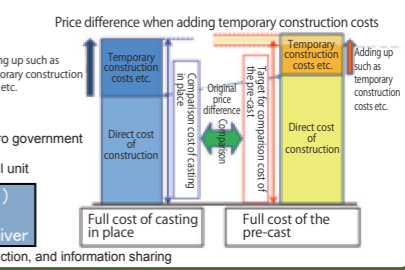 Price difference when adding temporary construction costs
ng up such as
orary construction
etc.
Temporary
construction
costs etc.
Direct cost
of
construction
Comparison cost of casting
in place
Original
price
difference
Comparison
Target for comparison cost of
the pre-cast
Temporary
construction
costs etc.
Direct cost
of
construction
Adding up
such as
temporary
construction
costs etc.
ro government
l unit
)
iver
Full cost of casting
in place
Full cost of the
pre-cast
ction, and information sharing